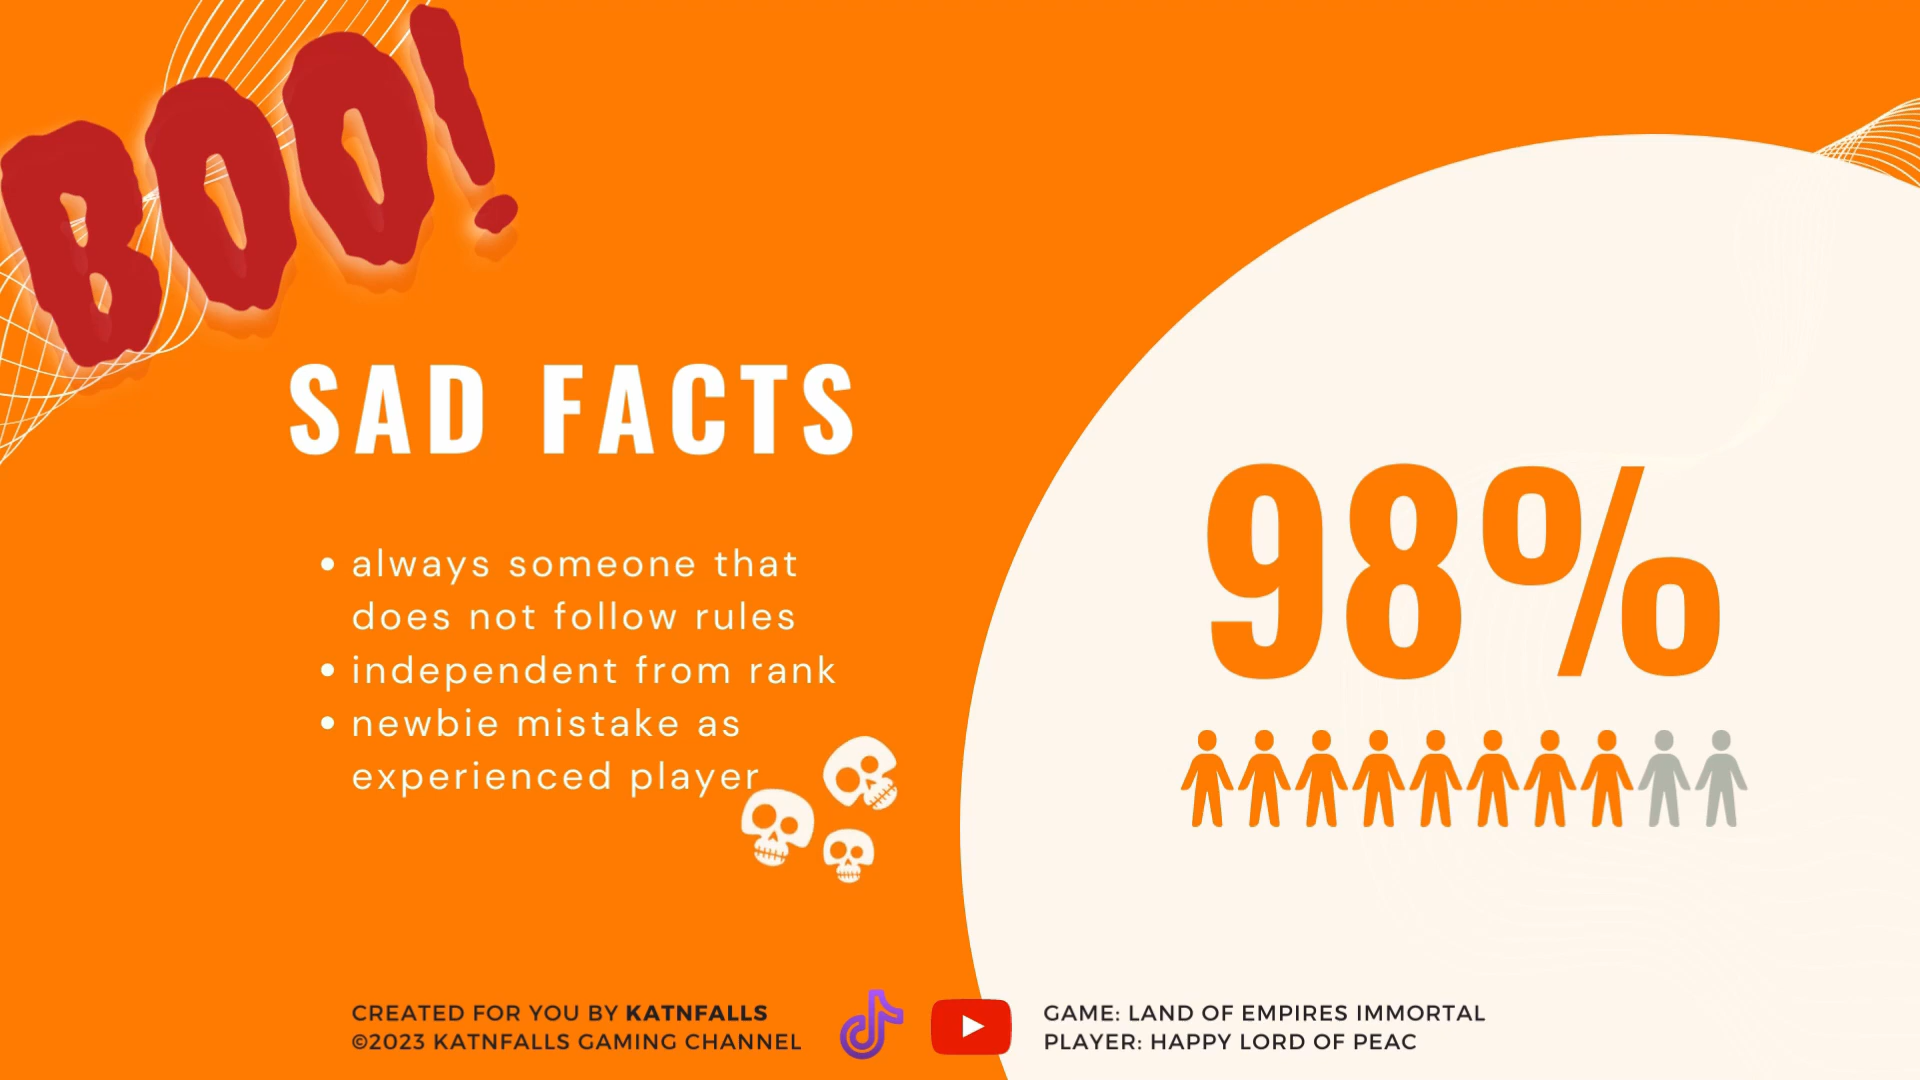 BOO!
SAD FACTS
• always someone that
does not follow rules
• independent from rank
• newbie mistake as
experienced player
98%
CREATED FOR YOU BY KATNFALLS
©2023 KATNFALLS GAMING CHANNEL
GAME: LAND OF EMPIRES IMMORTAL
PLAYER: HAPPY LORD OF PEAC